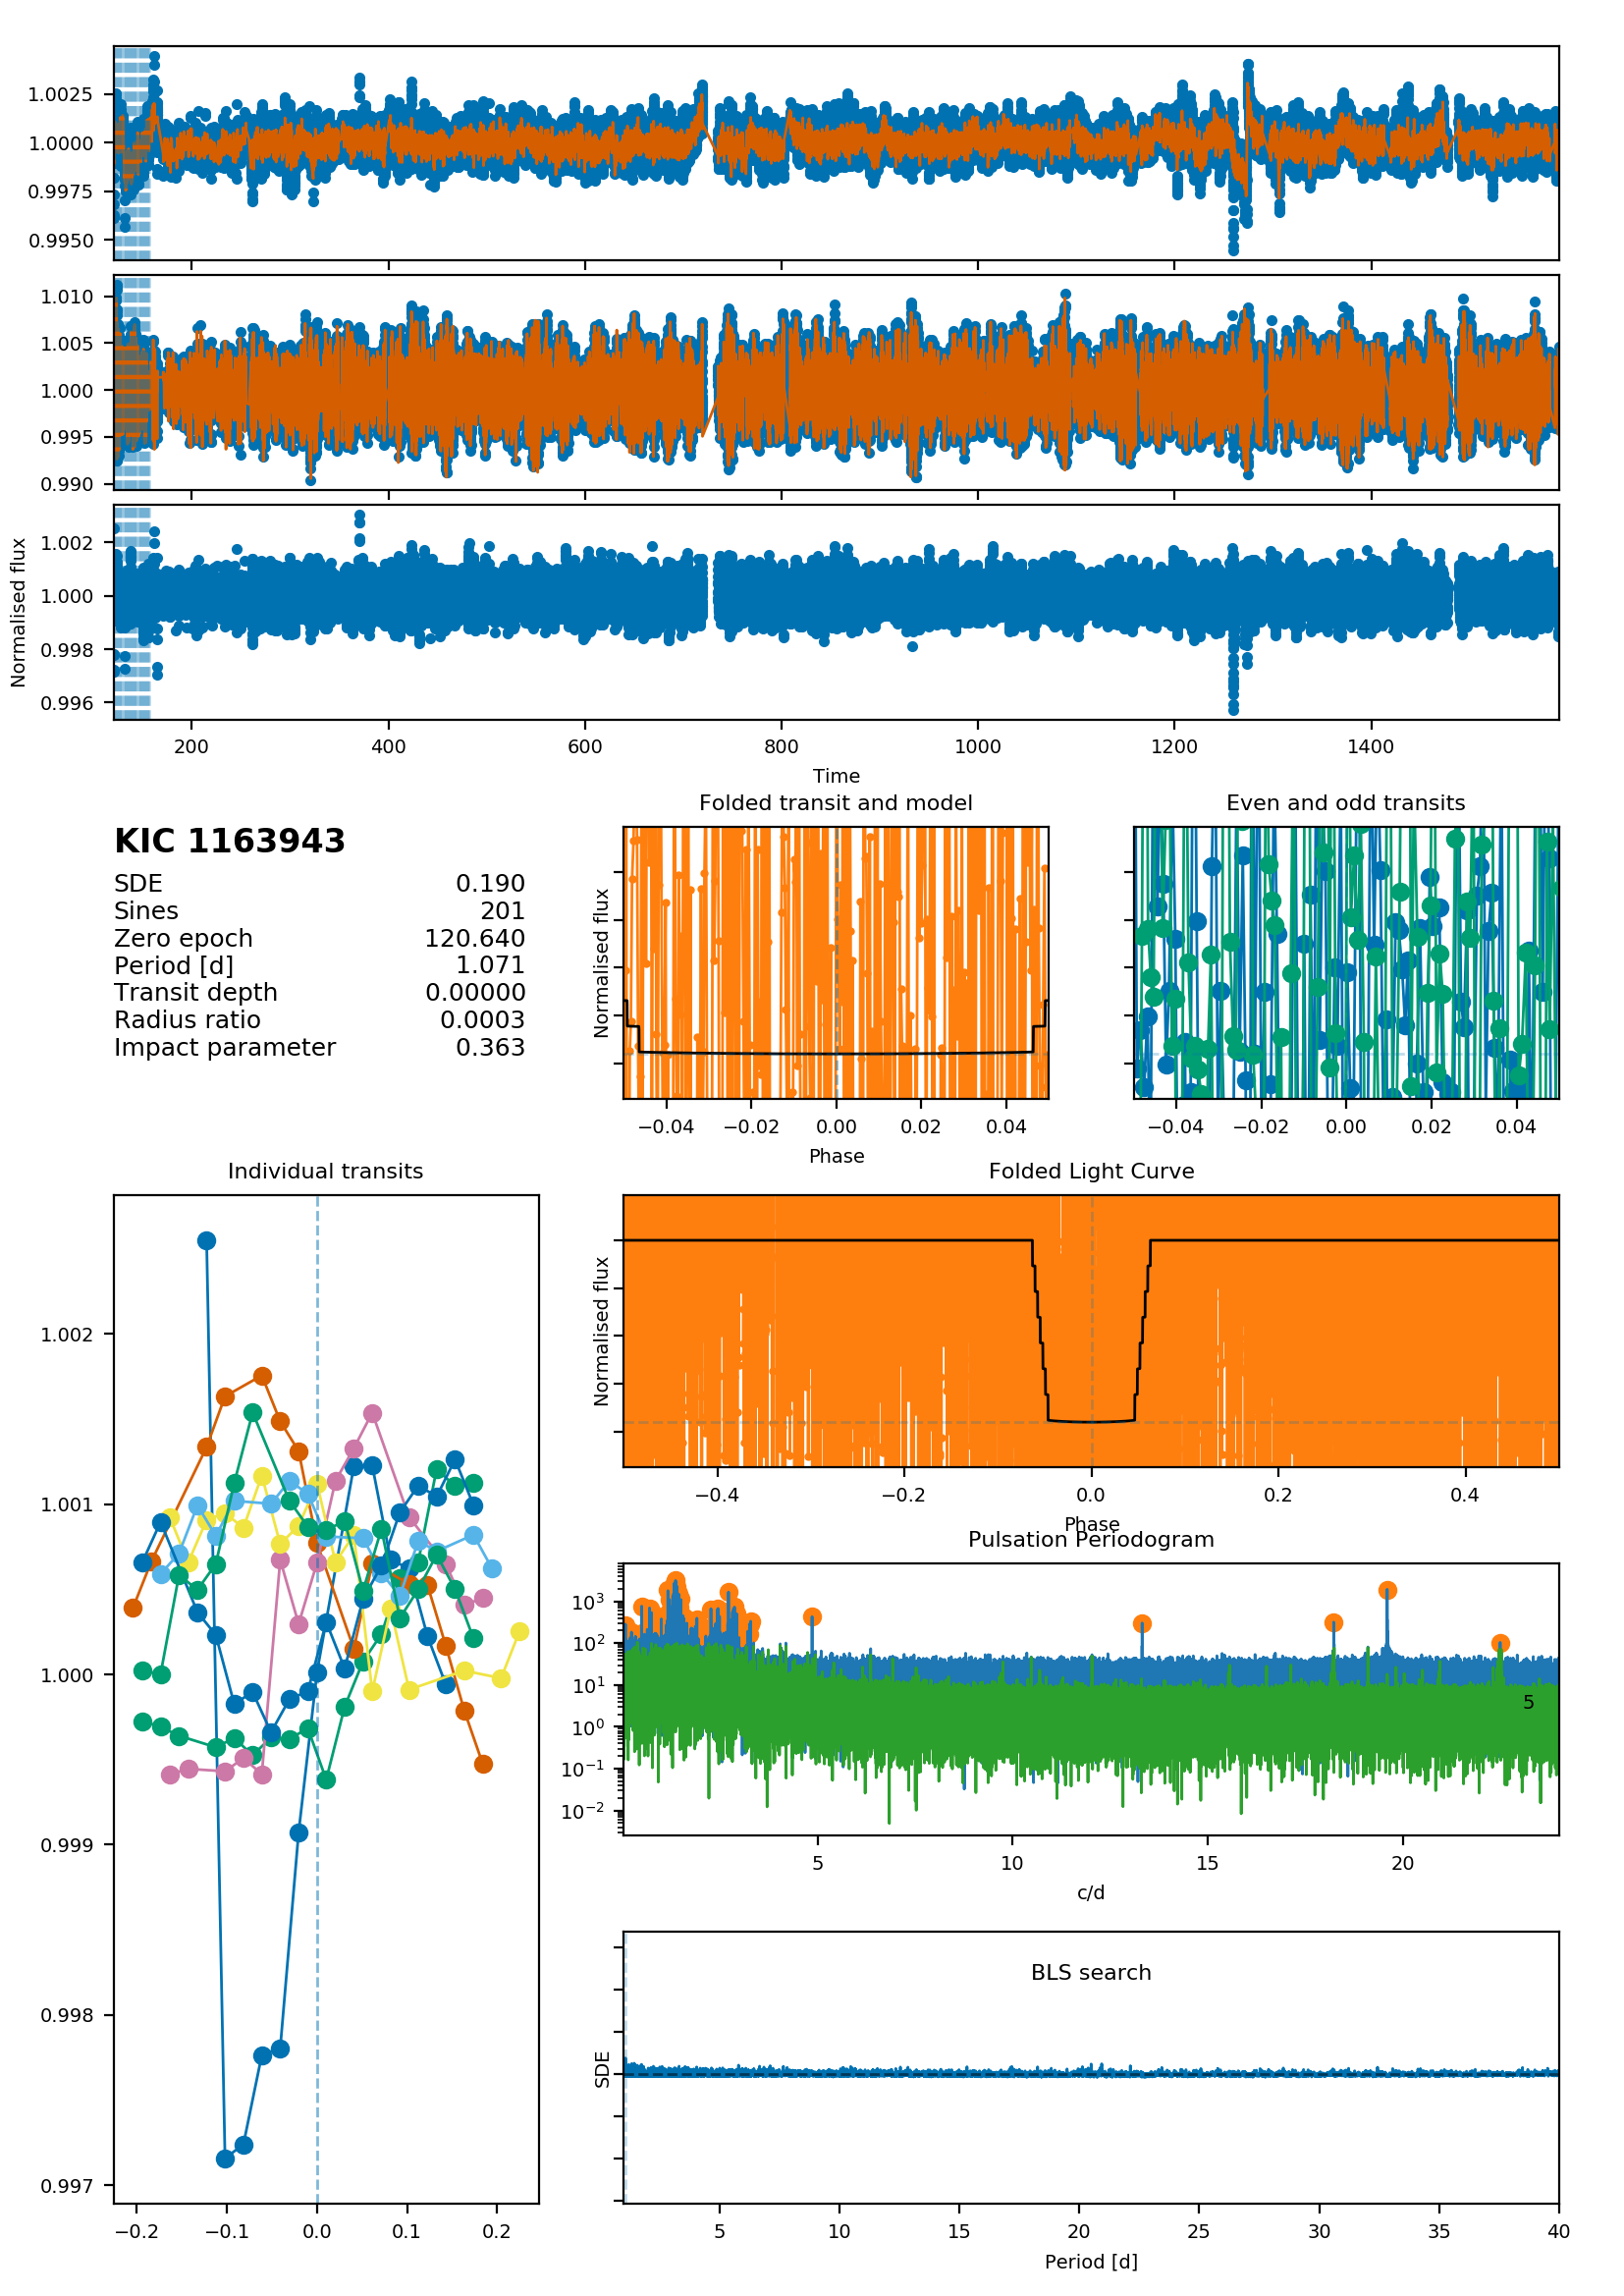 1.0025
1.0000
0.9975
0.9950
1.010
1.005
1.000
0.995
0.990
1.002
1.000
0.998
0.996
Normalised flux
200 400 600 800 1000 1200 1400
Time
KIC 1163943
SDE 0.190
Sines 201
Zero epoch 120.640
Period [d] 1.071
Transit depth 0.00000
Radius ratio 0.0003
Impact parameter 0.363
Folded transit and model
Normalised flux
−0.04 −0.02 0.00 0.02 0.04
Phase
Even and odd transits
−0.04 −0.02 0.00 0.02 0.04
Individual transits
1.002
1.001
1.000
0.999
0.998
0.997
−0.2 −0.1 0.0 0.1 0.2
Folded Light Curve
Normalised flux
−0.4 −0.2 0.0 0.2 0.4
Phase
Pulsation Periodogram
10³
10²
10¹
10⁰
10⁻¹
10⁻²
5
5 10 15 20
c/d
BLS search
SDE
5 10 15 20 25 30 35 40
Period [d]